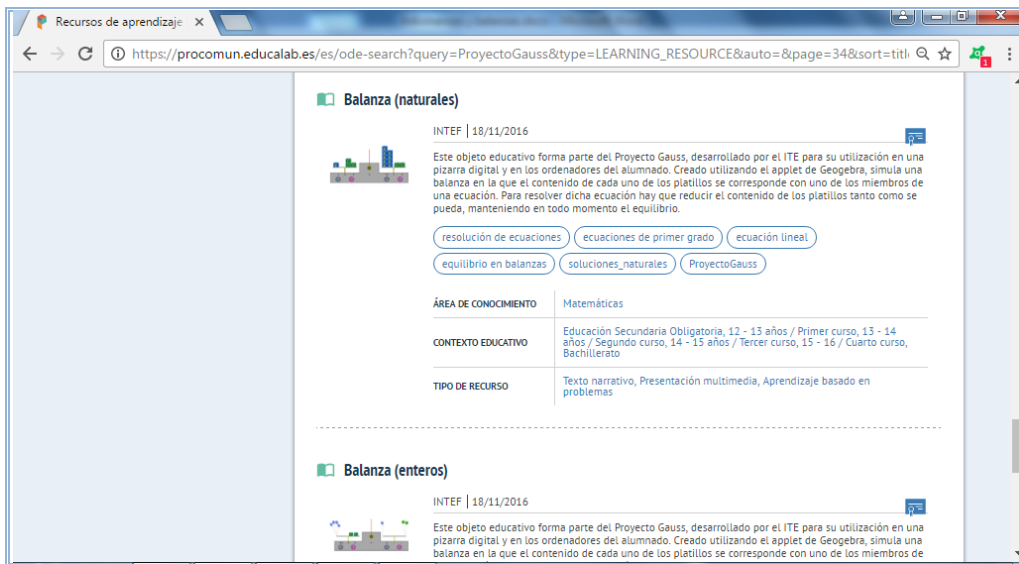 Recursos de aprendizaje
https://procomun.educalab.es/es/ode-search?query=ProyectoGauss&type=LEARNING_RESOURCE&auto=&page=34&sort=titl
1
Balanza (naturales)
INTEF | 18/11/2016
Este objeto educativo forma parte del Proyecto Gauss, desarrollado por el ITE para su utilización en una
pizarra digital y en los ordenadores del alumnado. Creado utilizando el applet de Geogebra, simula una
balanza en la que el contenido de cada uno de los platillos se corresponde con uno de los miembros de
una ecuación. Para resolver dicha ecuación hay que reducir el contenido de los platillos tanto como se
pueda, manteniendo en todo momento el equilibrio.
resolución de ecuaciones ecuaciones de primer grado ecuación lineal
equilibrio en balanzas soluciones_naturales ProyectoGauss
ÁREA DE CONOCIMIENTO Matemáticas
CONTEXTO EDUCATIVO Educación Secundaria Obligatoria, 12 - 13 años / Primer curso, 13 - 14
años / Segundo curso, 14 - 15 años / Tercer curso, 15 - 16 / Cuarto curso,
Bachillerato
TIPO DE RECURSO Texto narrativo, Presentación multimedia, Aprendizaje basado en
problemas
Balanza (enteros)
INTEF | 18/11/2016
Este objeto educativo forma parte del Proyecto Gauss, desarrollado por el ITE para su utilización en una
pizarra digital y en los ordenadores del alumnado. Creado utilizando el applet de Geogebra, simula una
balanza en la que el contenido de cada uno de los platillos se corresponde con uno de los miembros de